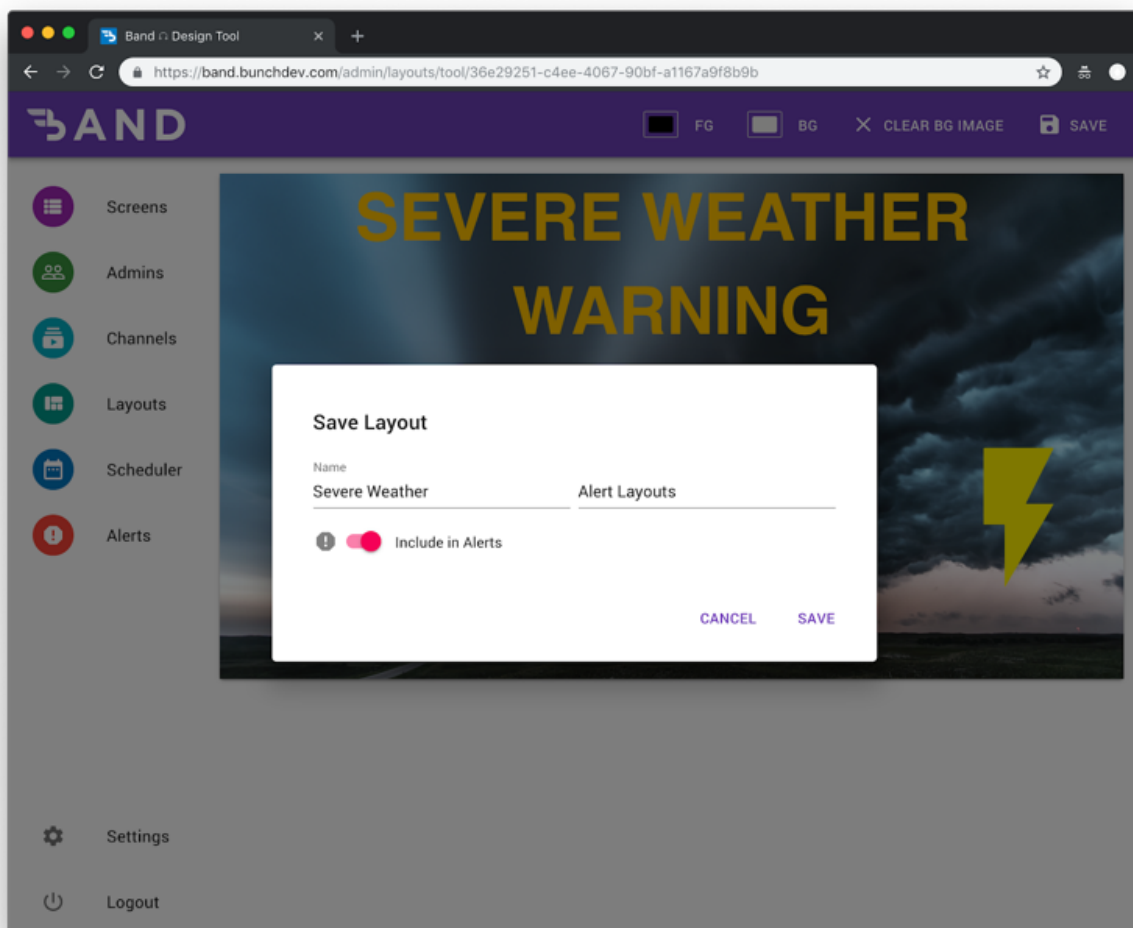 Band ∩ Design Tool
https://band.bunchdev.com/admin/layouts/tool/36e29251-c4ee-4067-90bf-a1167a9f8b9b
BAND
FG BG CLEAR BG IMAGE SAVE
Screens
Admins
Channels
Layouts
Scheduler
Alerts
SEVERE WEATHER
WARNING
Save Layout
Name
Severe Weather Alert Layouts
Include in Alerts
CANCEL SAVE
Settings
Logout